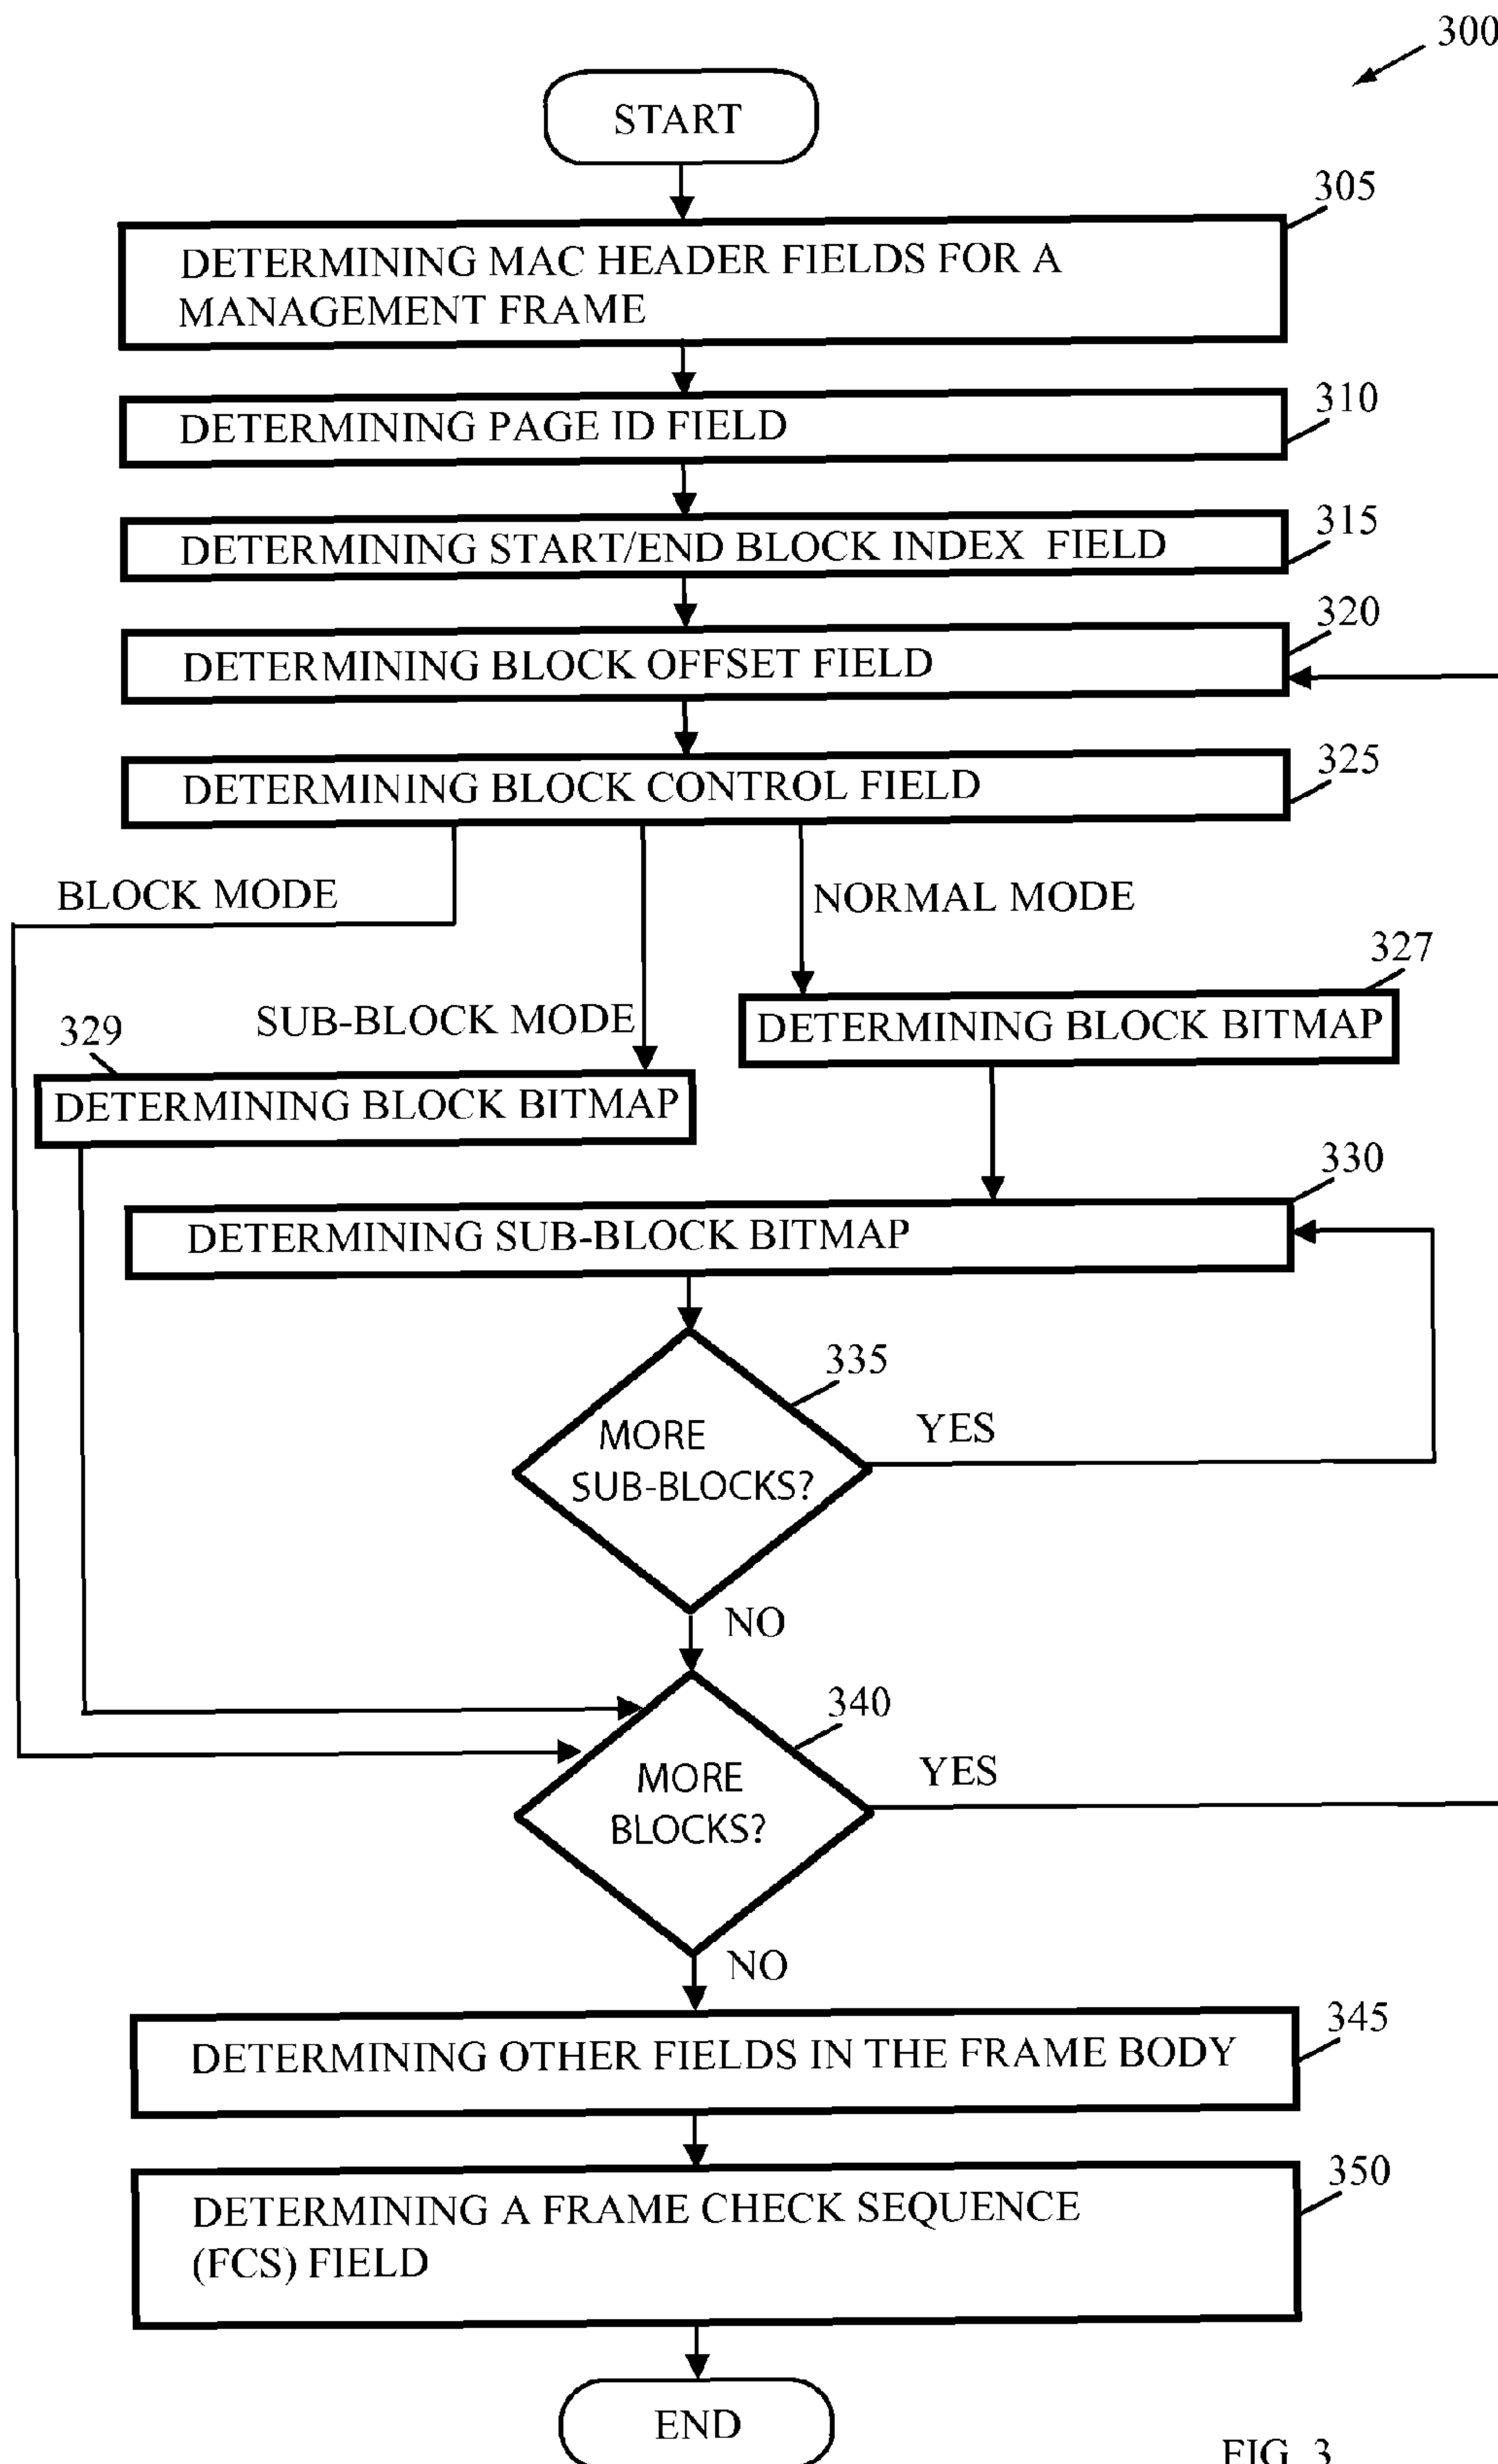 300
START
305
DETERMINING MAC HEADER FIELDS FOR A
MANAGEMENT FRAME
310
DETERMINING PAGE ID FIELD
315
DETERMINING START/END BLOCK INDEX FIELD
320
DETERMINING BLOCK OFFSET FIELD
325
DETERMINING BLOCK CONTROL FIELD
BLOCK MODE
NORMAL MODE
327
SUB-BLOCK MODE
DETERMINING BLOCK BITMAP
329
DETERMINING BLOCK BITMAP
330
DETERMINING SUB-BLOCK BITMAP
335
MORE
SUB-BLOCKS?
YES
NO
340
MORE
BLOCKS?
YES
NO
345
DETERMINING OTHER FIELDS IN THE FRAME BODY
350
DETERMINING A FRAME CHECK SEQUENCE
(FCS) FIELD
END
FIG. 3